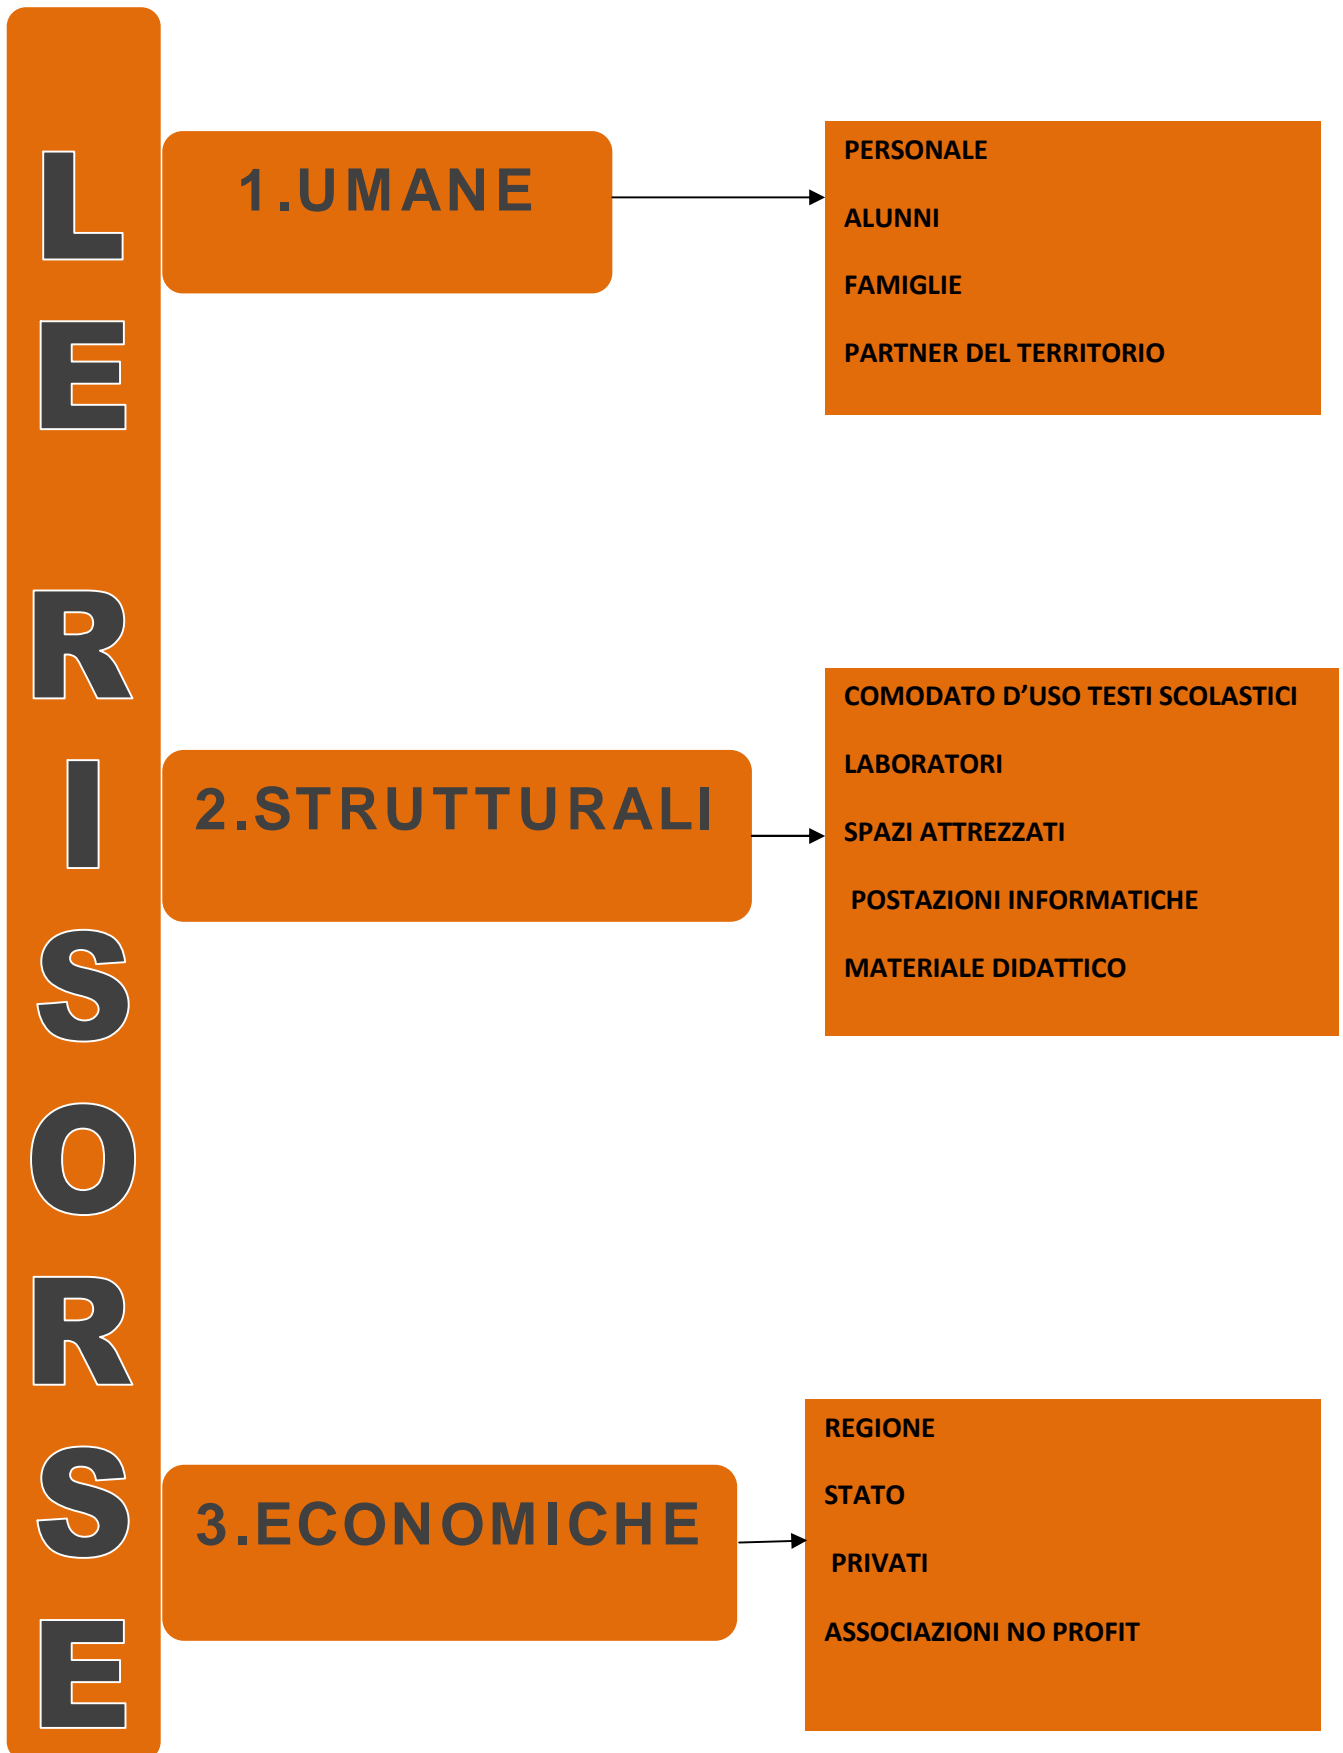 LE RISORSE
1.UMANE
PERSONALE
ALUNNI
FAMIGLIE
PARTNER DEL TERRITORIO
2.STRUTTURALI
COMODATO D’USO TESTI SCOLASTICI
LABORATORI
SPAZI ATTREZZATI
POSTAZIONI INFORMATICHE
MATERIALE DIDATTICO
3.ECONOMICHE
REGIONE
STATO
PRIVATI
ASSOCIAZIONI NO PROFIT